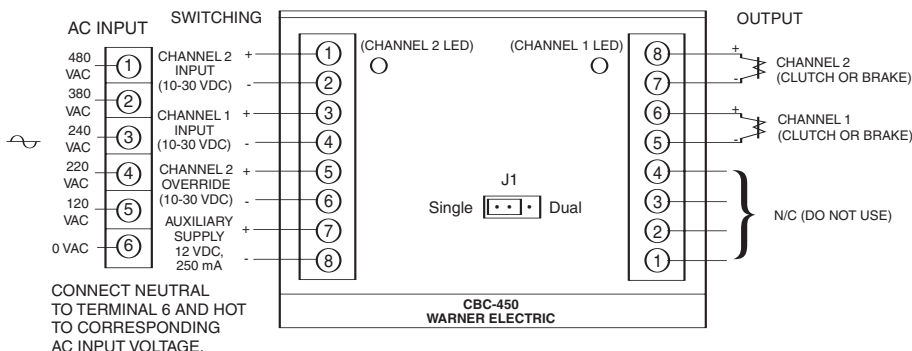 AC INPUT
480
VAC
1
380
VAC
2
240
VAC
3
220
VAC
4
120
VAC
5
0 VAC
6
CONNECT NEUTRAL
TO TERMINAL 6 AND HOT
TO CORRESPONDING
AC INPUT VOLTAGE.
SWITCHING
CHANNEL 2
INPUT
(10-30 VDC)
+
-
CHANNEL 1
INPUT
(10-30 VDC)
+
-
CHANNEL 2
OVERRIDE
(10-30 VDC)
+
-
AUXILIARY
SUPPLY
12 VDC,
250 mA
+
-
1
2
3
4
5
6
7
8
(CHANNEL 2 LED)
(CHANNEL 1 LED)
J1
Single
Dual
CBC-450
WARNER ELECTRIC
8
7
6
5
4
3
2
1
OUTPUT
+
-
CHANNEL 2
(CLUTCH OR BRAKE)
+
-
CHANNEL 1
(CLUTCH OR BRAKE)
N/C (DO NOT USE)